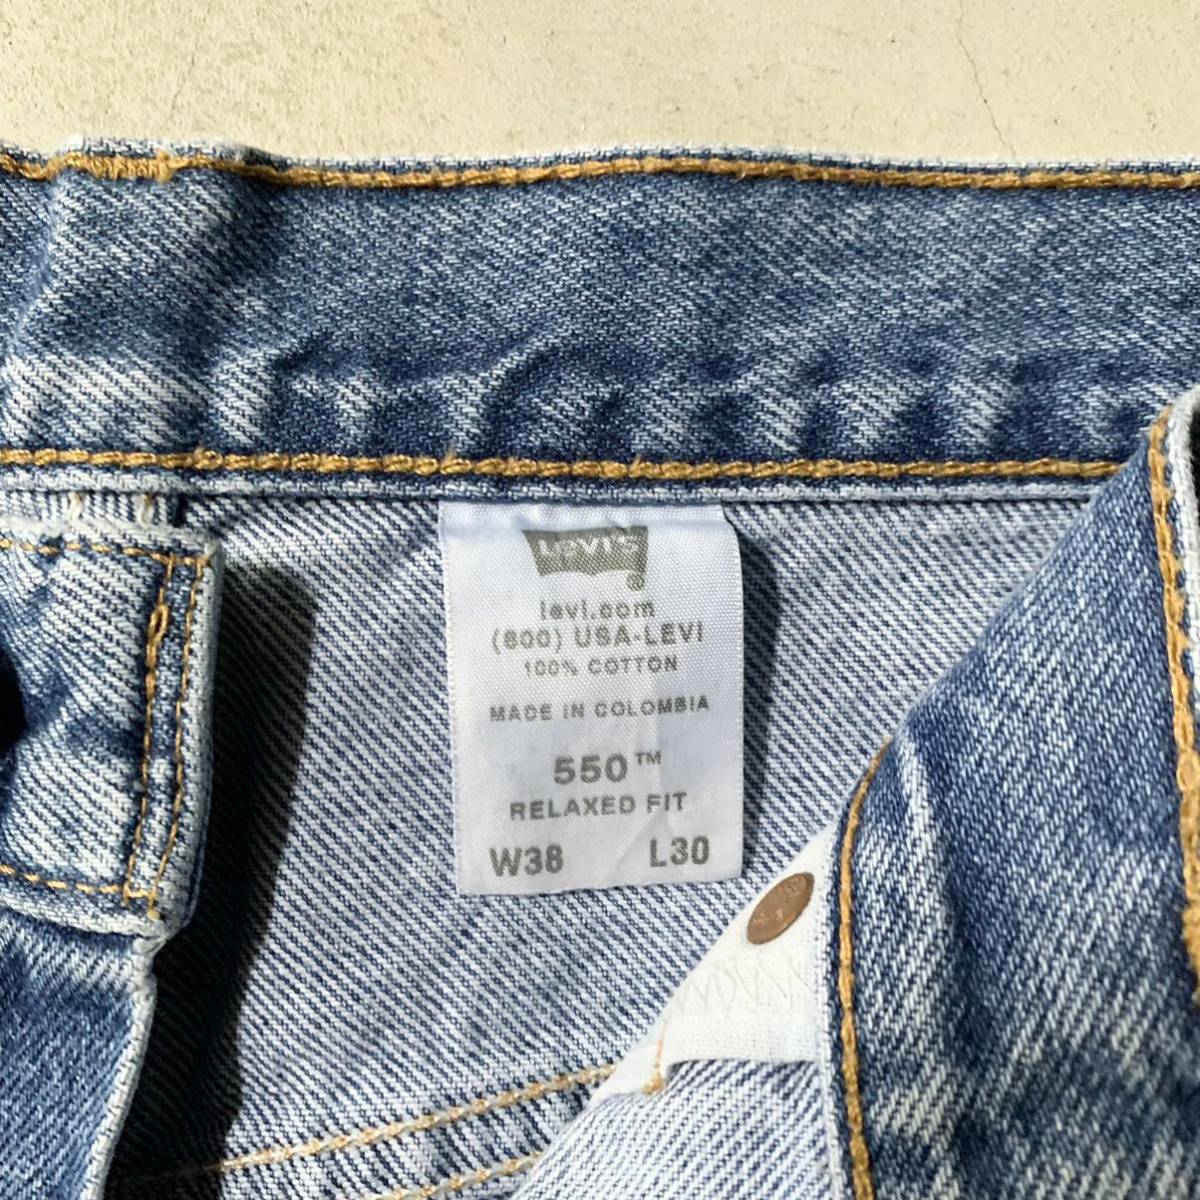 LEVI'S
®
levi.com
(800) USA-LEVI
100% COTTON
MADE IN COLOMBIA
550™
RELAXED FIT
W38 L30